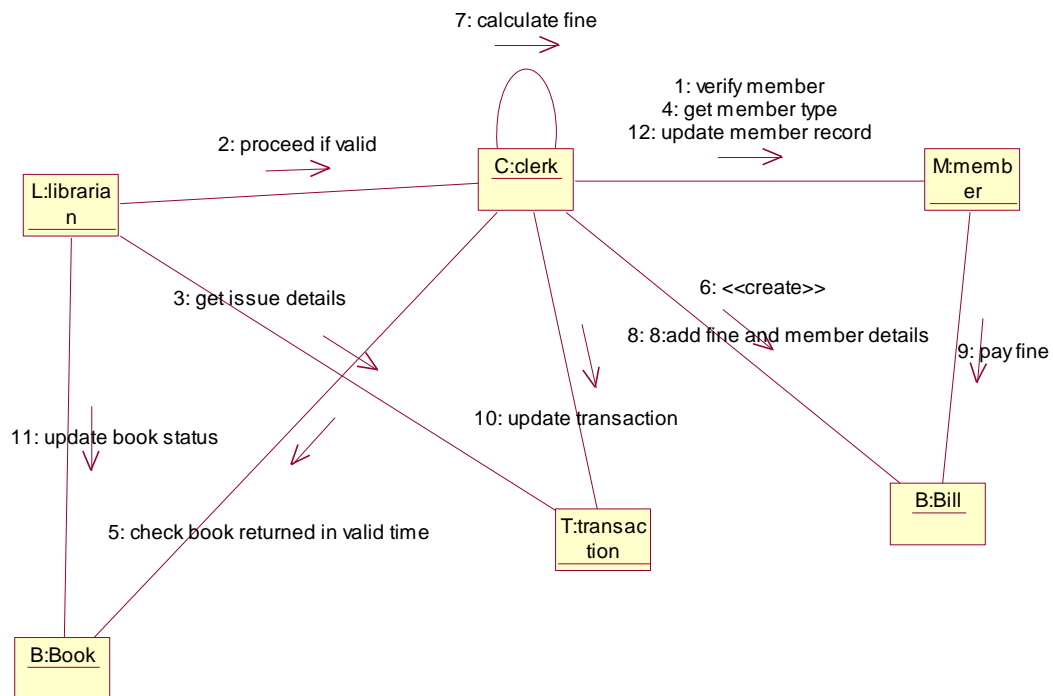 7: calculate fine
1: verify member
4: get member type
12: update member record
2: proceed if valid
C:clerk
L:libraria
n
M:memb
er
3: get issue details
6: <<create>>
8: 8:add fine and member details
9: pay fine
10: update transaction
11: update book status
5: check book returned in valid time
T:transac
tion
B:Bill
B:Book